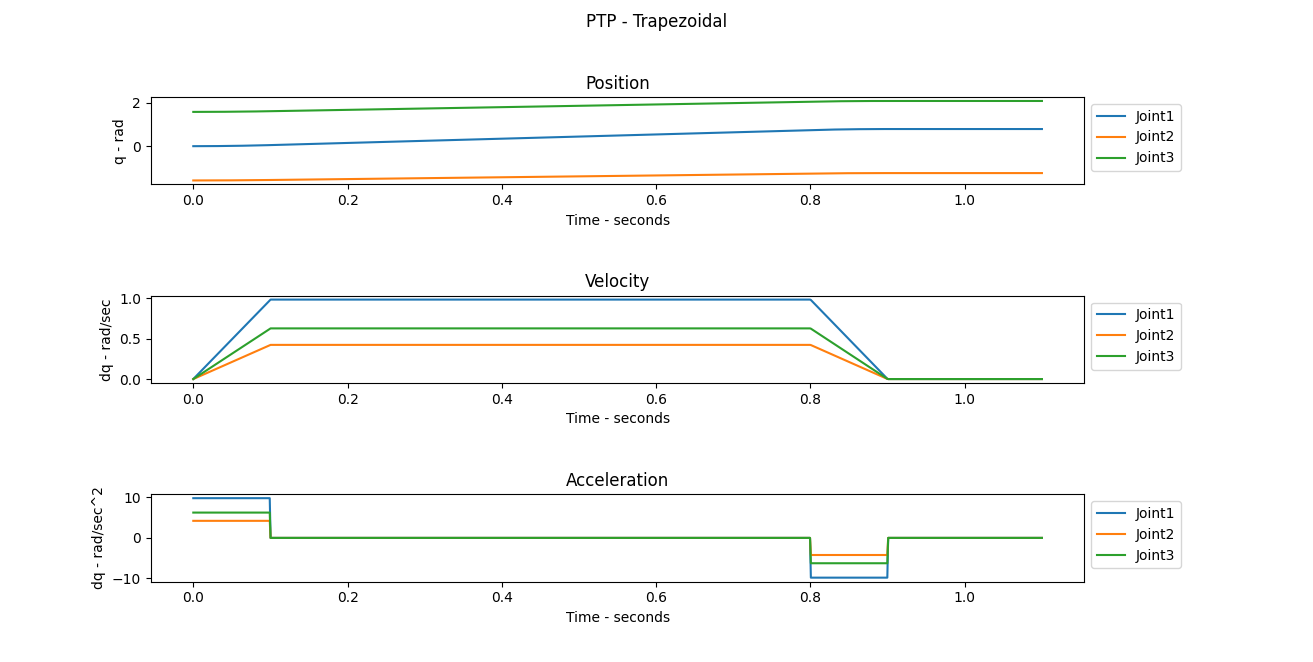 PTP - Trapezoidal
Position
2
0
q - rad
0.0 0.2 0.4 0.6 0.8 1.0
Time - seconds
Joint1
Joint2
Joint3
Velocity
1.0
0.5
0.0
dq - rad/sec
0.0 0.2 0.4 0.6 0.8 1.0
Time - seconds
Joint1
Joint2
Joint3
Acceleration
10
0
−10
dq - rad/sec^2
0.0 0.2 0.4 0.6 0.8 1.0
Time - seconds
Joint1
Joint2
Joint3